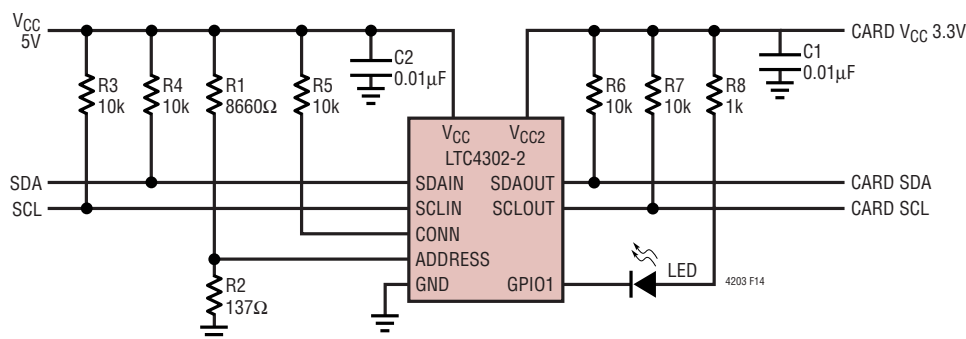 VCC
5V
CARD VCC 3.3V
R3
10k
R4
10k
R1
8660Ω
R5
10k
C2
0.01μF
R6
10k
R7
10k
R8
1k
C1
0.01μF
VCC
VCC2
LTC4302-2
SDA
SDAIN
SDAOUT
CARD SDA
SCL
SCLIN
SCLOUT
CARD SCL
CONN
ADDRESS
GND
GPIO1
LED
4203 F14
R2
137Ω